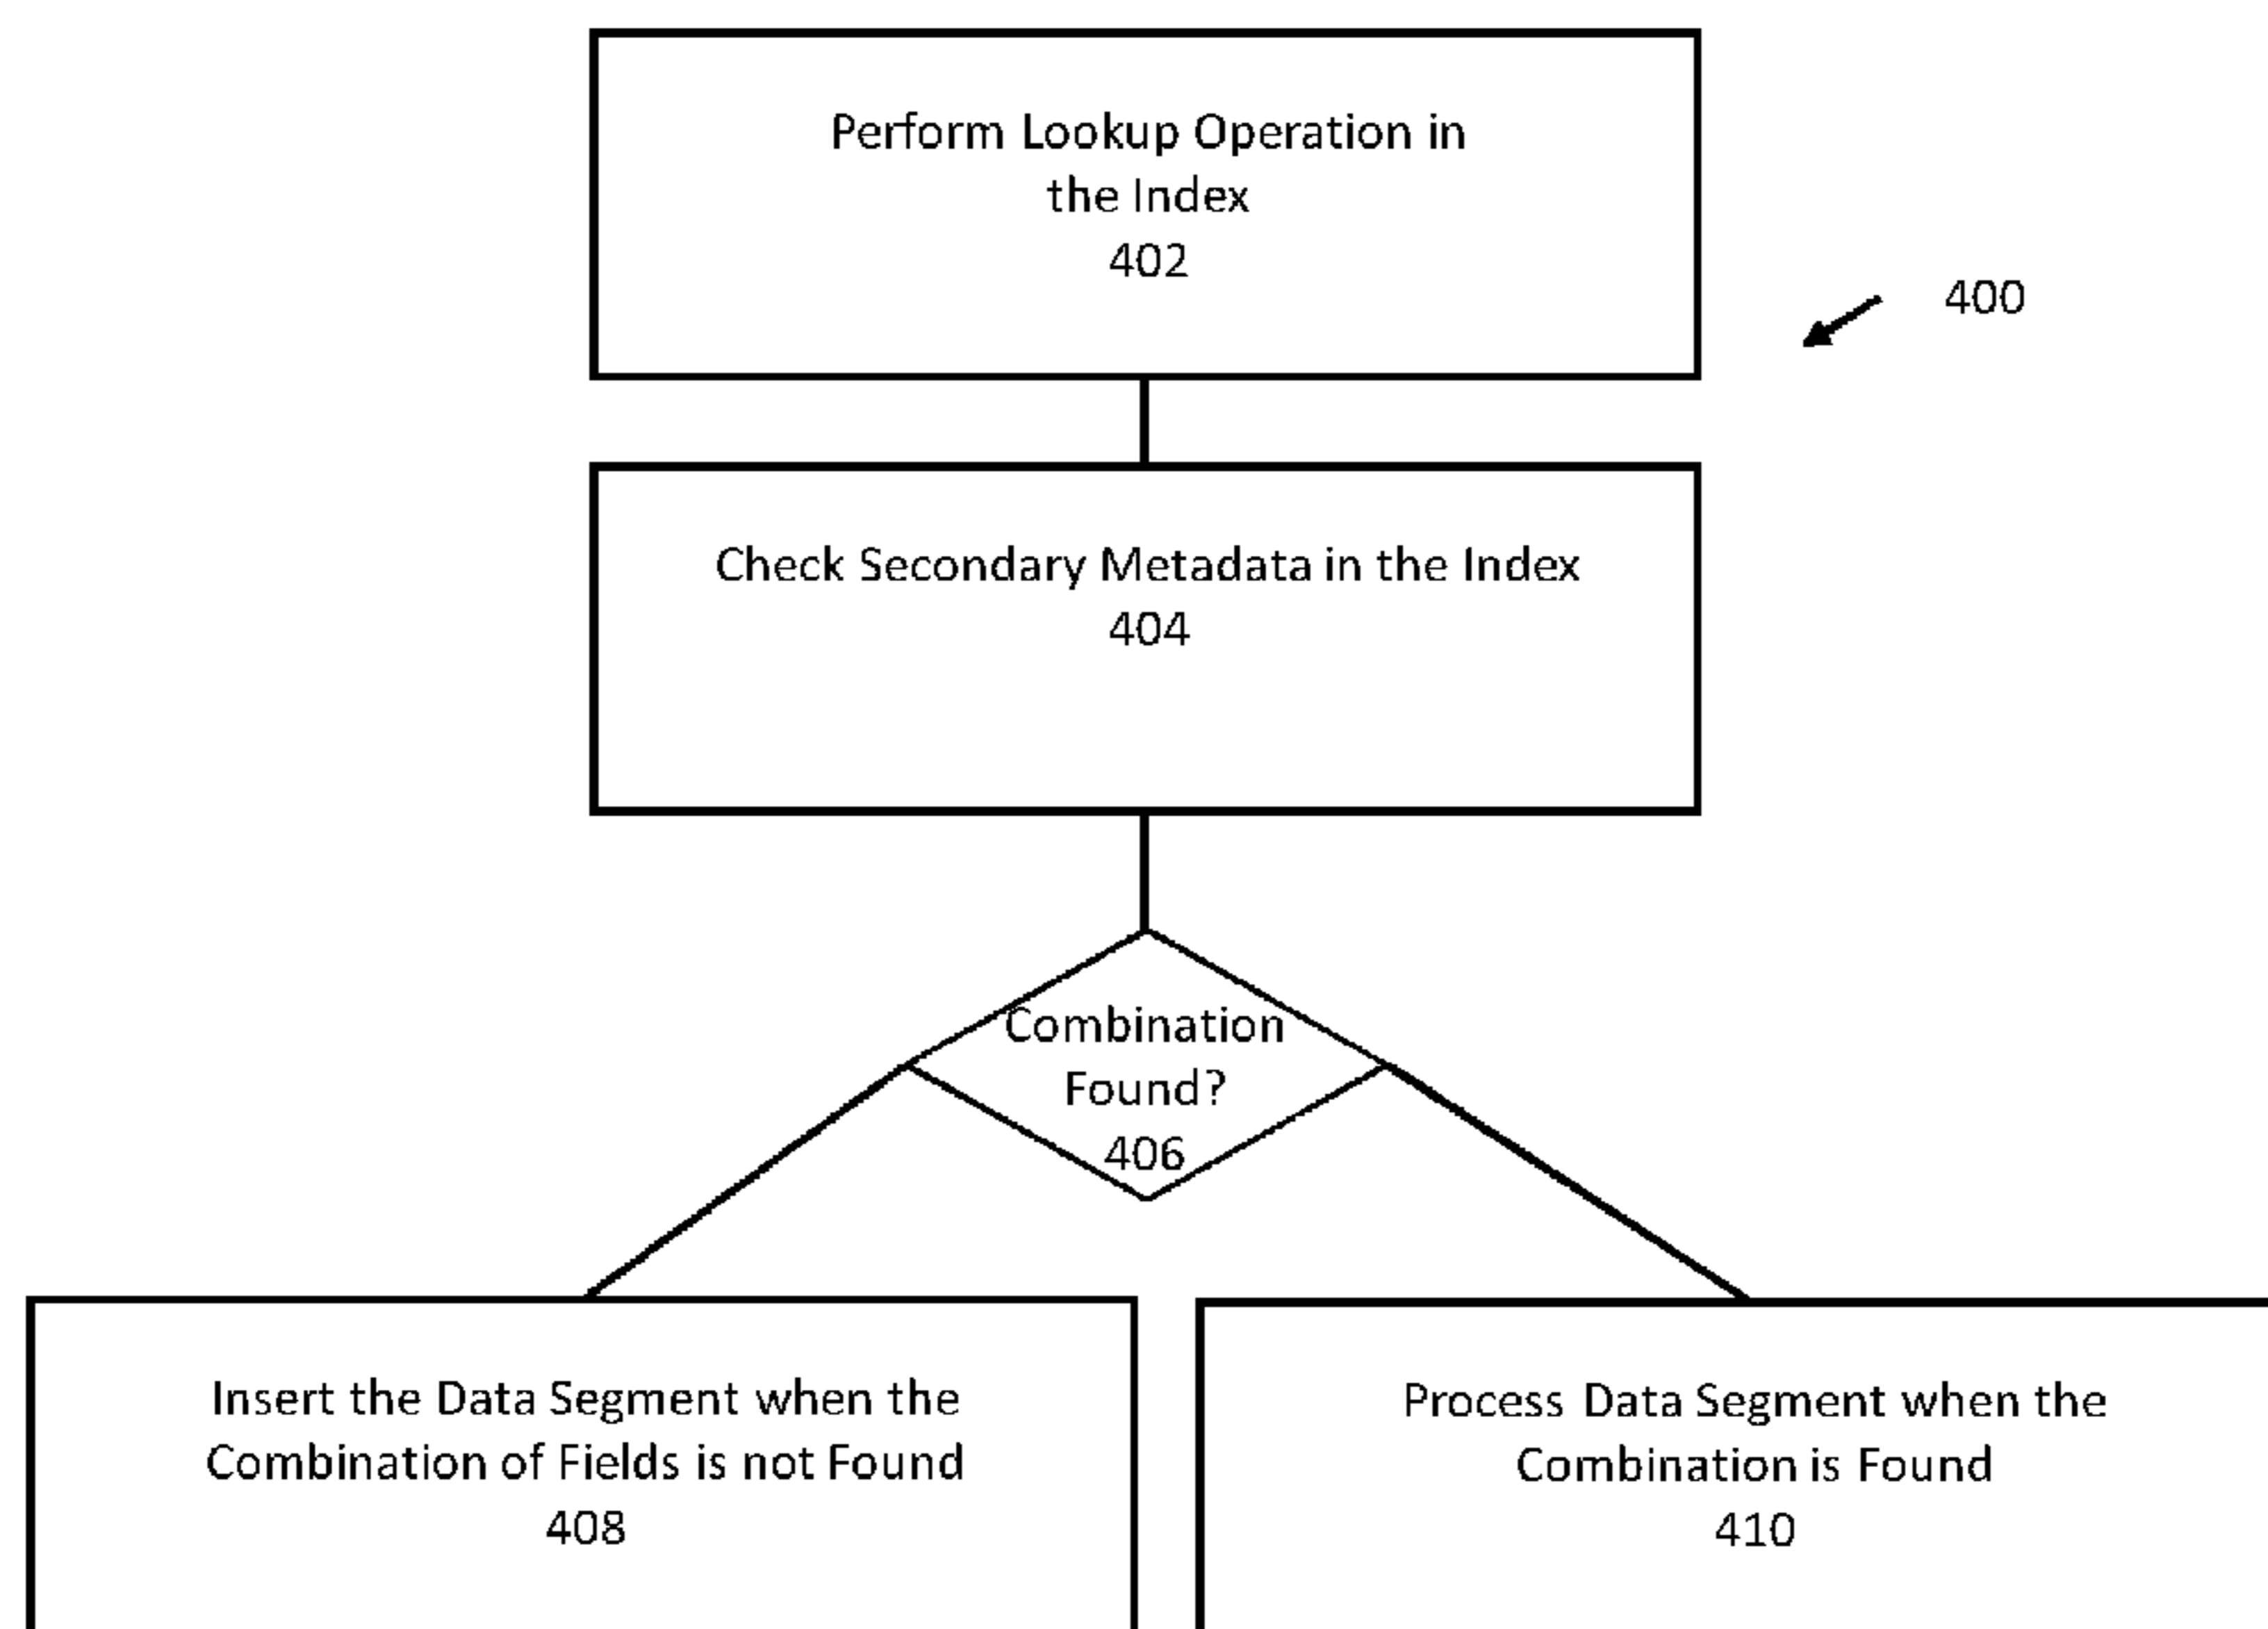 Perform Lookup Operation in
the Index
402
400
Check Secondary Metadata in the Index
404
Combination
Found?
406
Insert the Data Segment when the
Combination of Fields is not Found
408
Process Data Segment when the
Combination is Found
410